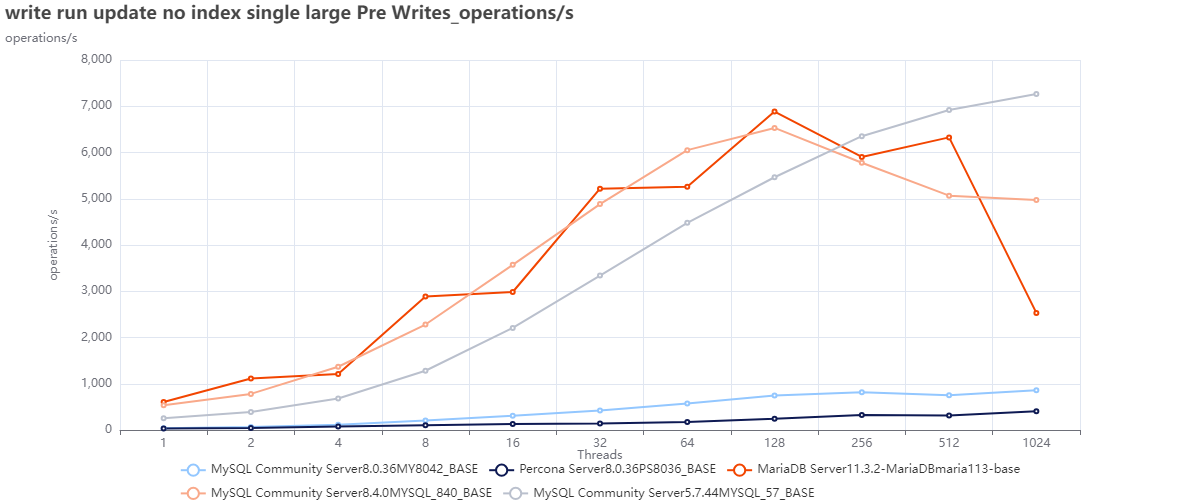 write run update no index single large Pre Writes_operations/s
operations/s
8,000
7,000
6,000
5,000
4,000
3,000
2,000
1,000
0
operations/s
1 2 4 8 16 32 64 128 256 512 1024
Threads
MySQL Community Server8.0.36MY8042_BASE Percona Server8.0.36PS8036_BASE MariaDB Server11.3.2-MariaDBmaria113-base
MySQL Community Server8.4.0MYSQL_840_BASE MySQL Community Server5.7.44MYSQL_57_BASE